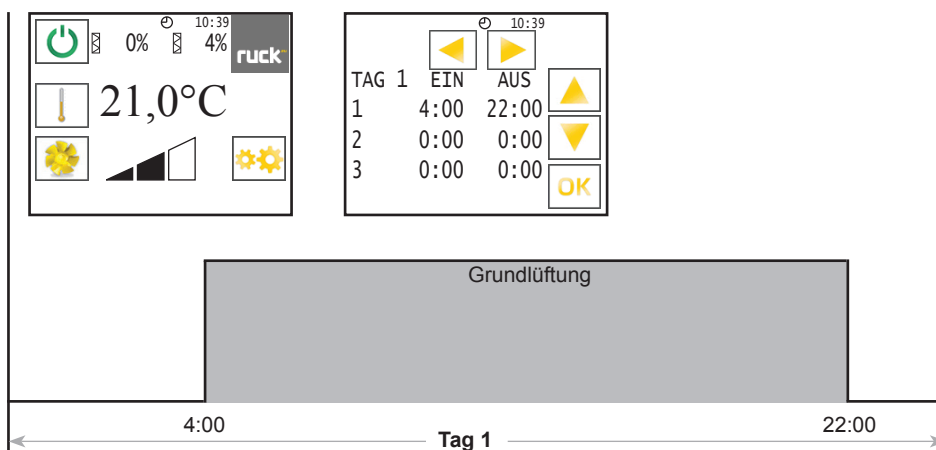 10:39
0% 4%
ruck
21,0°C
10:39
TAG 1 EIN AUS
1 4:00 22:00
2 0:00 0:00
3 0:00 0:00
OK
Grundlüftung
4:00 22:00
Tag 1